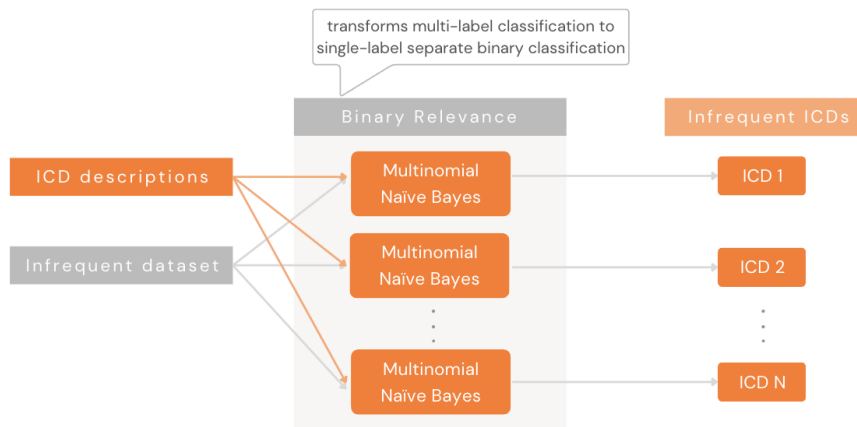 transforms multi-label classification to
single-label separate binary classification
Binary Relevance
Infrequent ICDs
ICD descriptions
Multinomial
Naïve Bayes
ICD 1
Infrequent dataset
Multinomial
Naïve Bayes
ICD 2
Multinomial
Naïve Bayes
ICD N